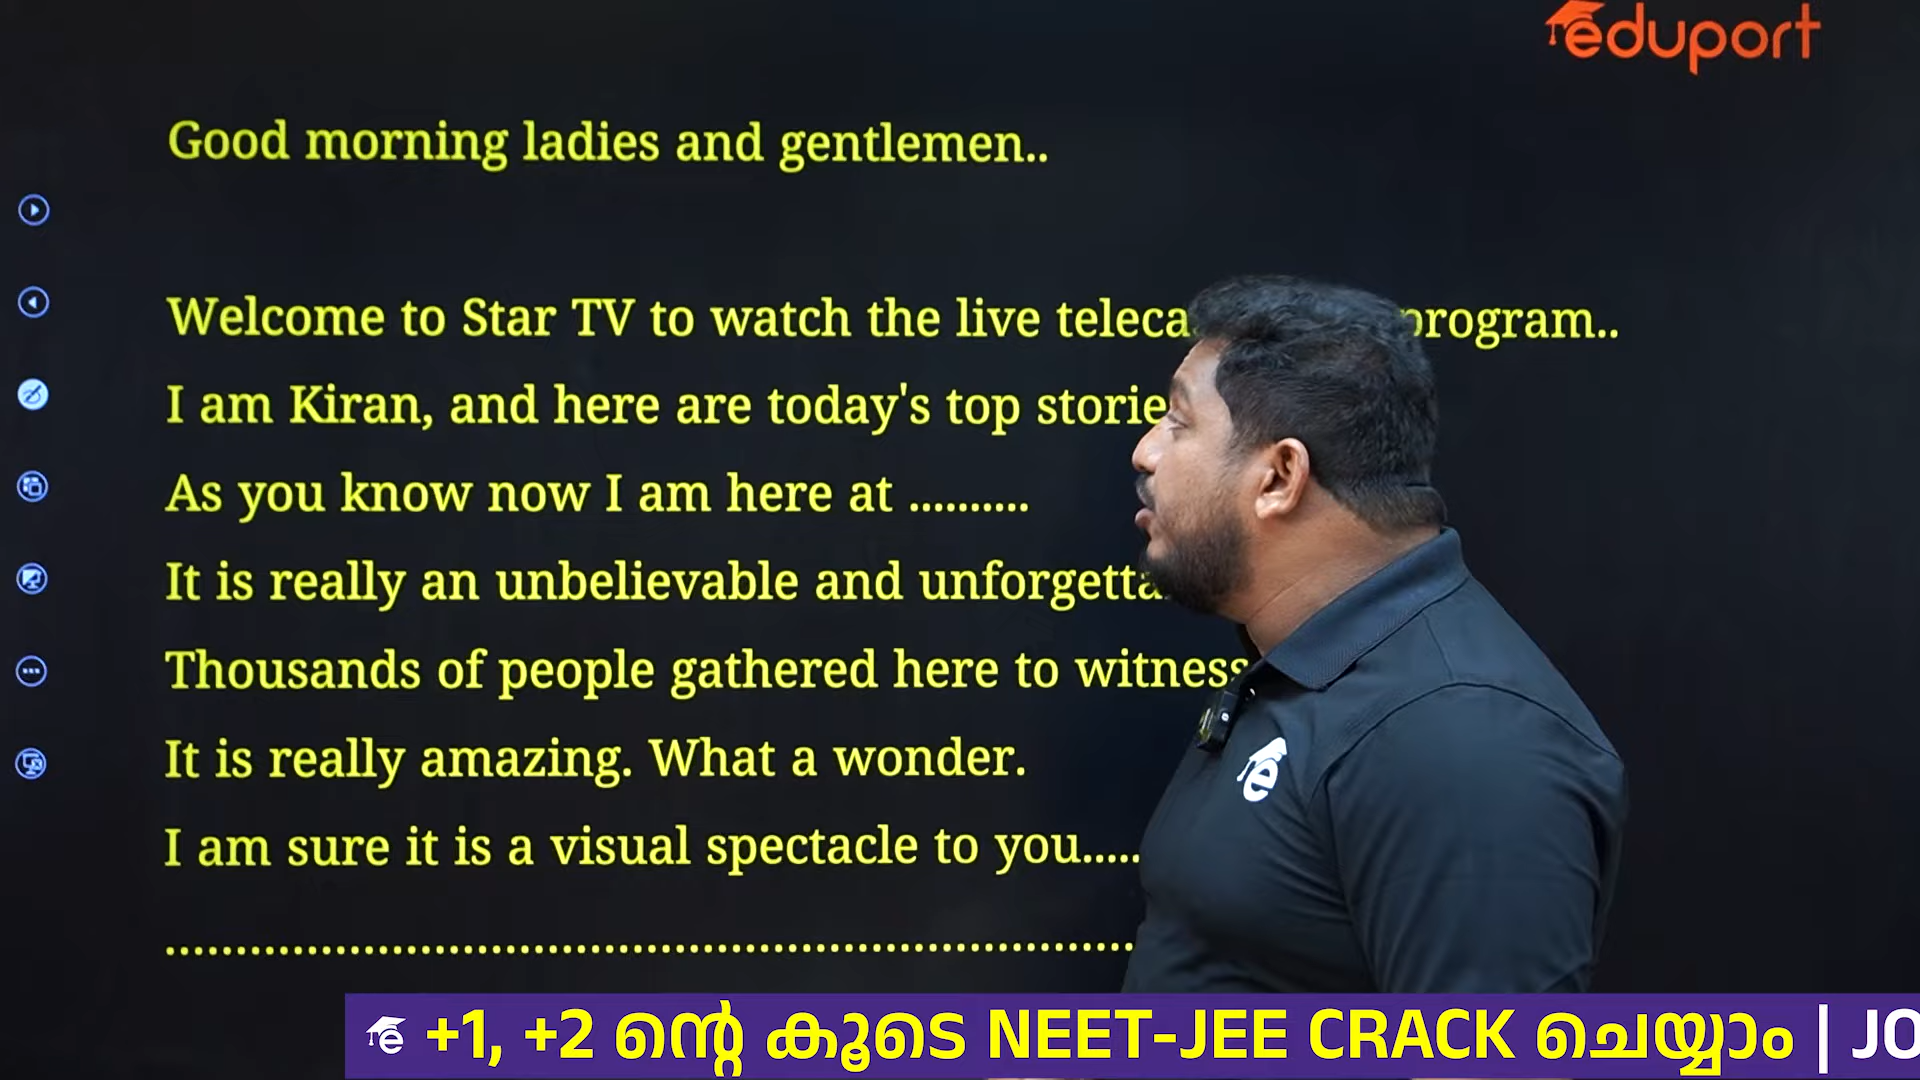 eduport
Good morning ladies and gentlemen..
Welcome to Star TV to watch the live program..
I am Kiran, and here are today's top
As you know now I am here at ..........
It is really an unbelievable and
Thousands of people gathered here to witness
It is really amazing. What a wonder.
I am sure it is a visual spectacle to you.....
e +1, +2 ന്റെ കൂടെ NEET-JEE CRACK ചെയ്യാം | JO